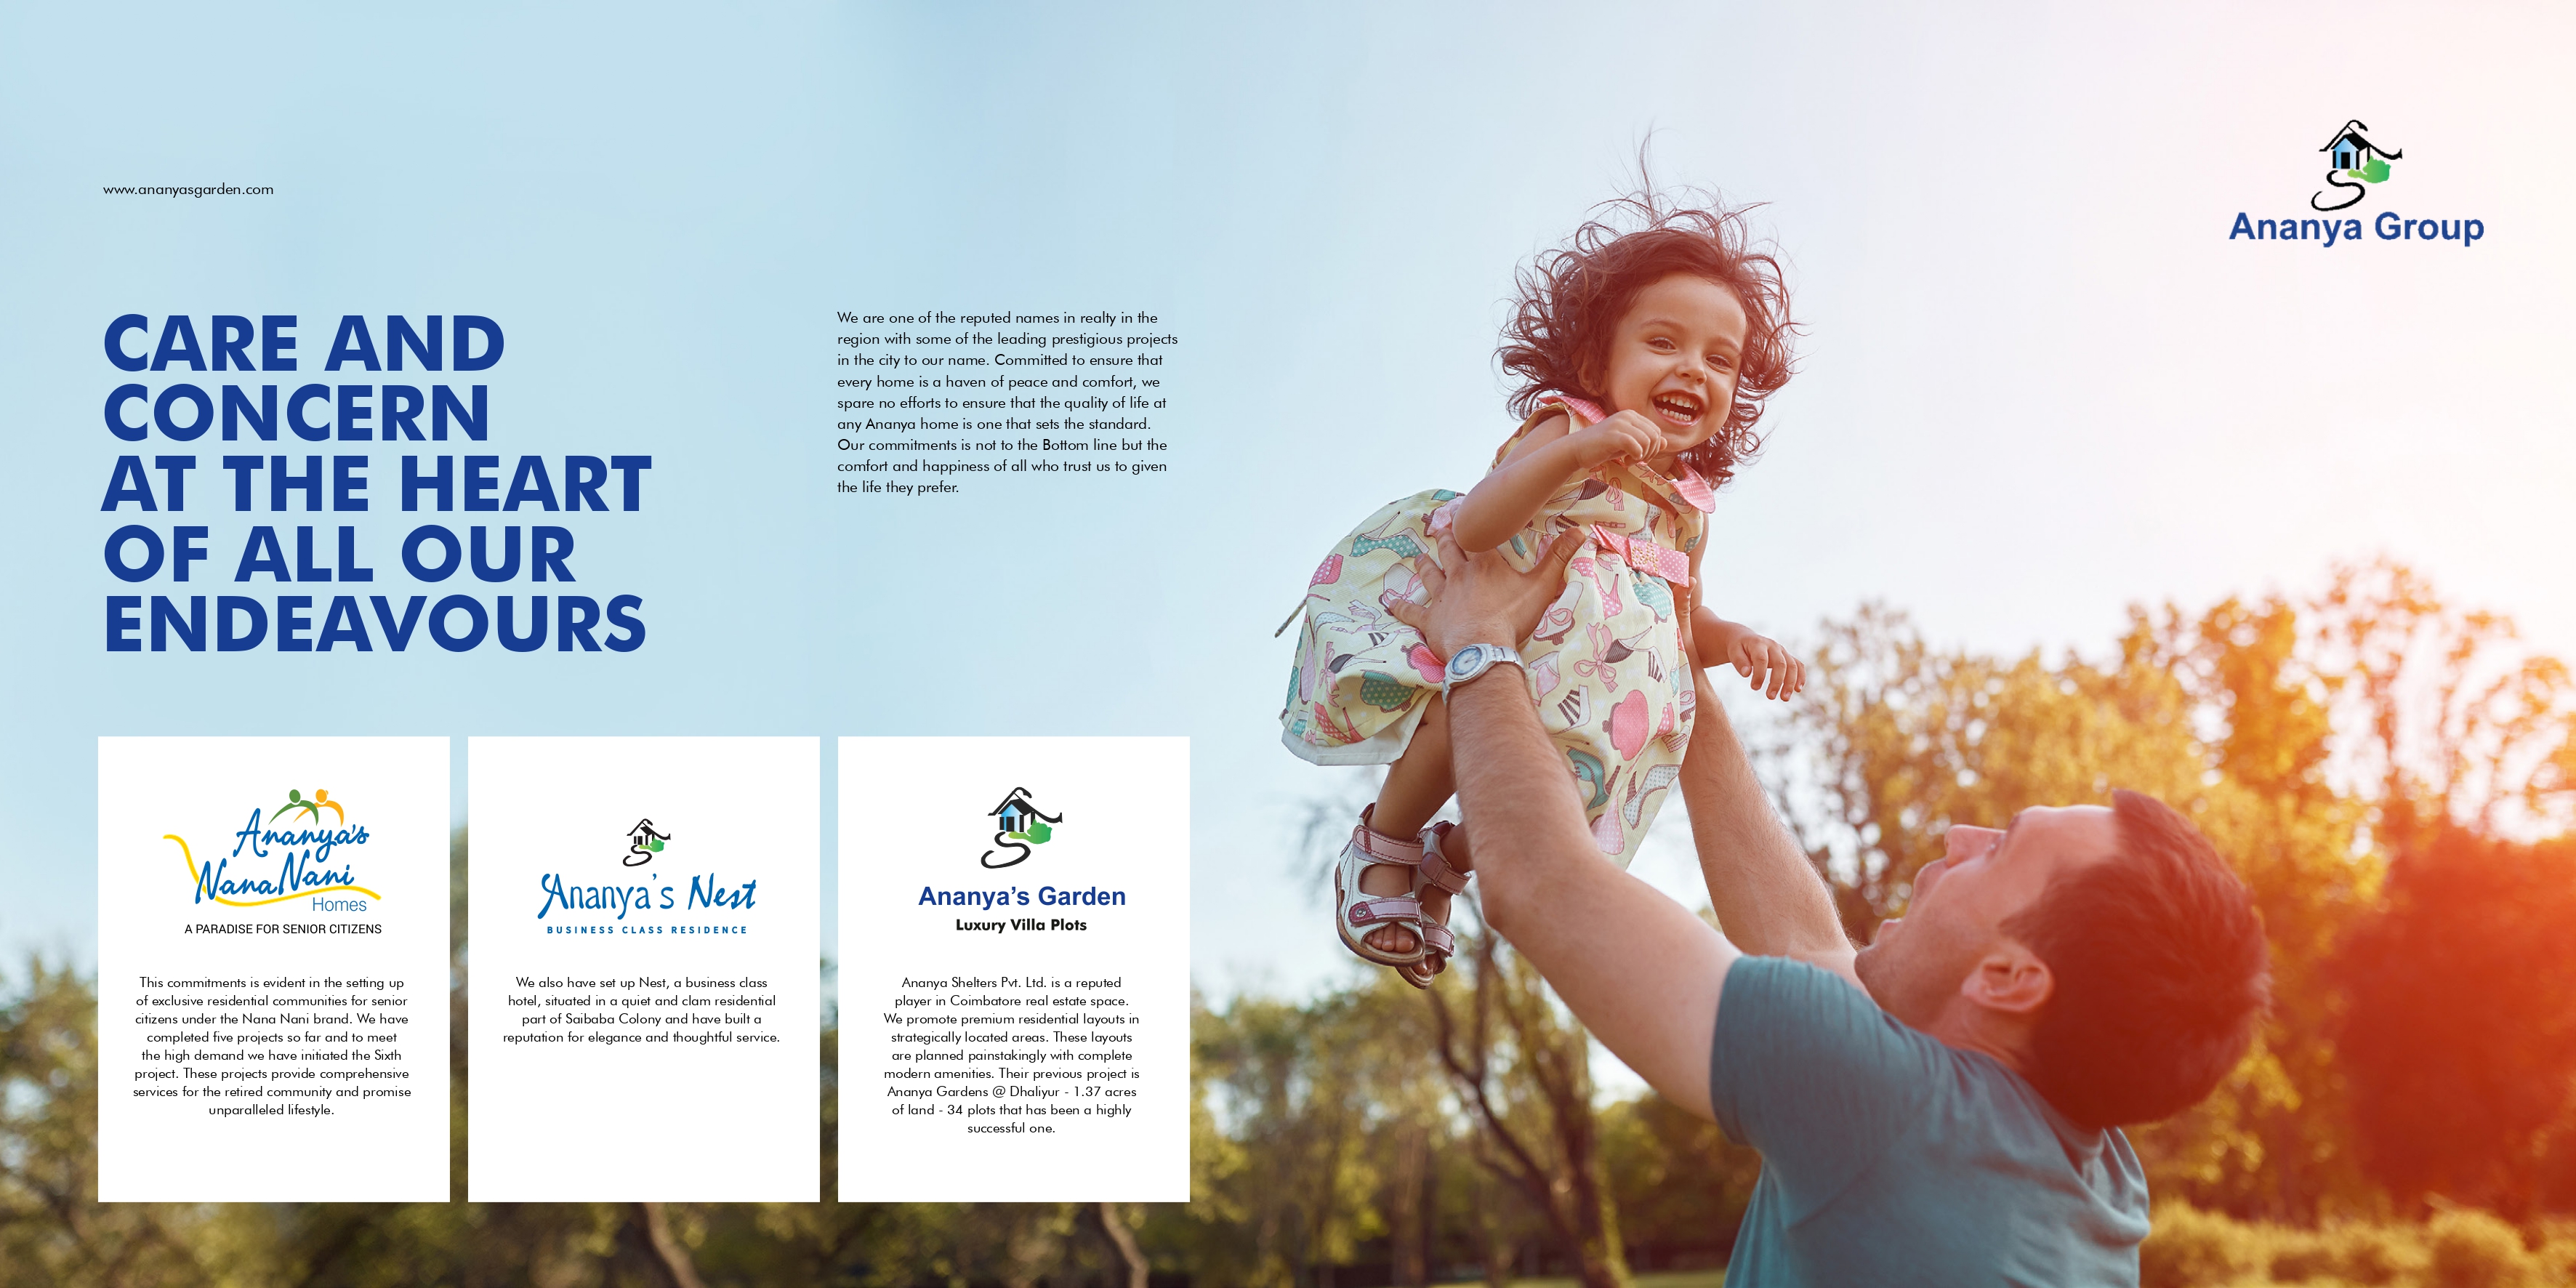 www.ananyasgarden.com
Ananya Group
CARE AND
CONCERN
AT THE HEART
OF ALL OUR
ENDEAVOURS
We are one of the reputed names in realty in the
region with some of the leading prestigious projects
in the city to our name. Committed to ensure that
every home is a haven of peace and comfort, we
spare no efforts to ensure that the quality of life at
any Ananya home is one that sets the standard.
Our commitments is not to the Bottom line but the
comfort and happiness of all who trust us to given
the life they prefer.
Ananya's
Nana Nani
Homes
A PARADISE FOR SENIOR CITIZENS
This commitments is evident in the setting up
of exclusive residential communities for senior
citizens under the Nana Nani brand. We have
completed five projects so far and to meet
the high demand we have initiated the Sixth
project. These projects provide comprehensive
services for the retired community and promise
unparalleled lifestyle.
Ananya's Nest
BUSINESS CLASS RESIDENCE
We also have set up Nest, a business class
hotel, situated in a quiet and clam residential
part of Saibaba Colony and have built a
reputation for elegance and thoughtful service.
Ananya's Garden
Luxury Villa Plots
Ananya Shelters Pvt. Ltd. is a reputed
player in Coimbatore real estate space.
We promote premium residential layouts in
strategically located areas. These layouts
are planned painstakingly with complete
modern amenities. Their previous project is
Ananya Gardens @ Dhaliyur - 1.37 acres
of land - 34 plots that has been a highly
successful one.